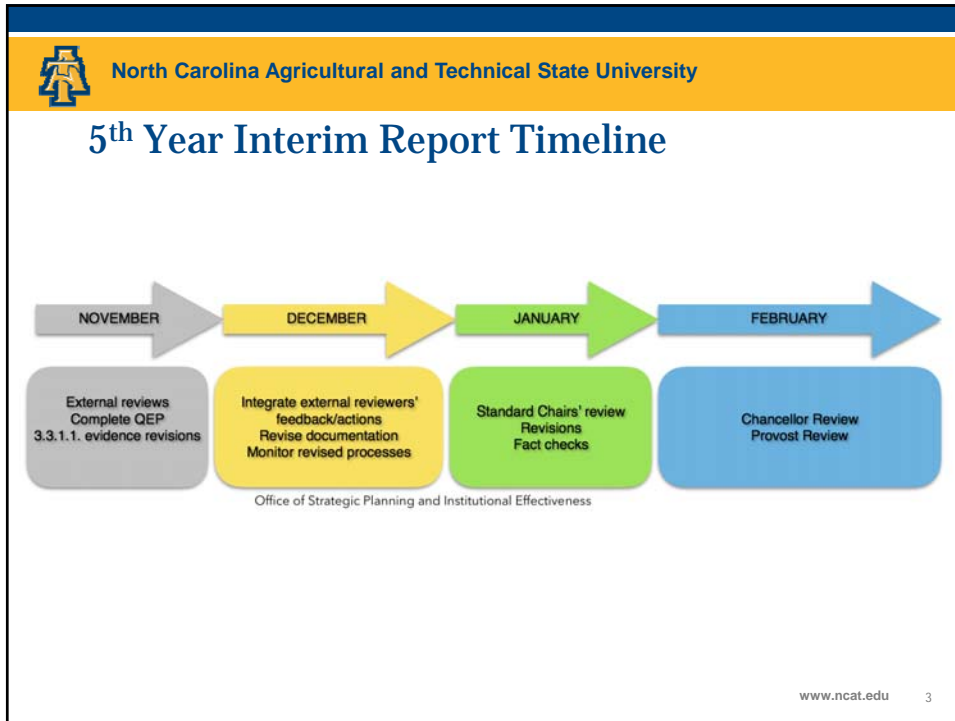 North Carolina Agricultural and Technical State University
5th Year Interim Report Timeline
NOVEMBER
DECEMBER
JANUARY
FEBRUARY
External reviews
Complete QEP
3.3.1.1. evidence revisions
Integrate external reviewers'
feedback/actions
Revise documentation
Monitor revised processes
Standard Chairs' review
Revisions
Fact checks
Chancellor Review
Provost Review
Office of Strategic Planning and Institutional Effectiveness
www.ncat.edu 3